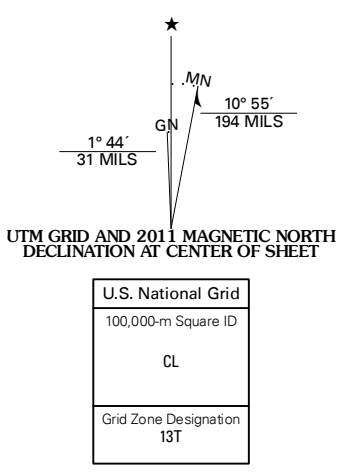 ★
MN
GN
10° 55´
194 MILS
1° 44´
31 MILS
UTM GRID AND 2011 MAGNETIC NORTH
DECLINATION AT CENTER OF SHEET
U.S. National Grid
100,000-m Square ID
CL
Grid Zone Designation
13T